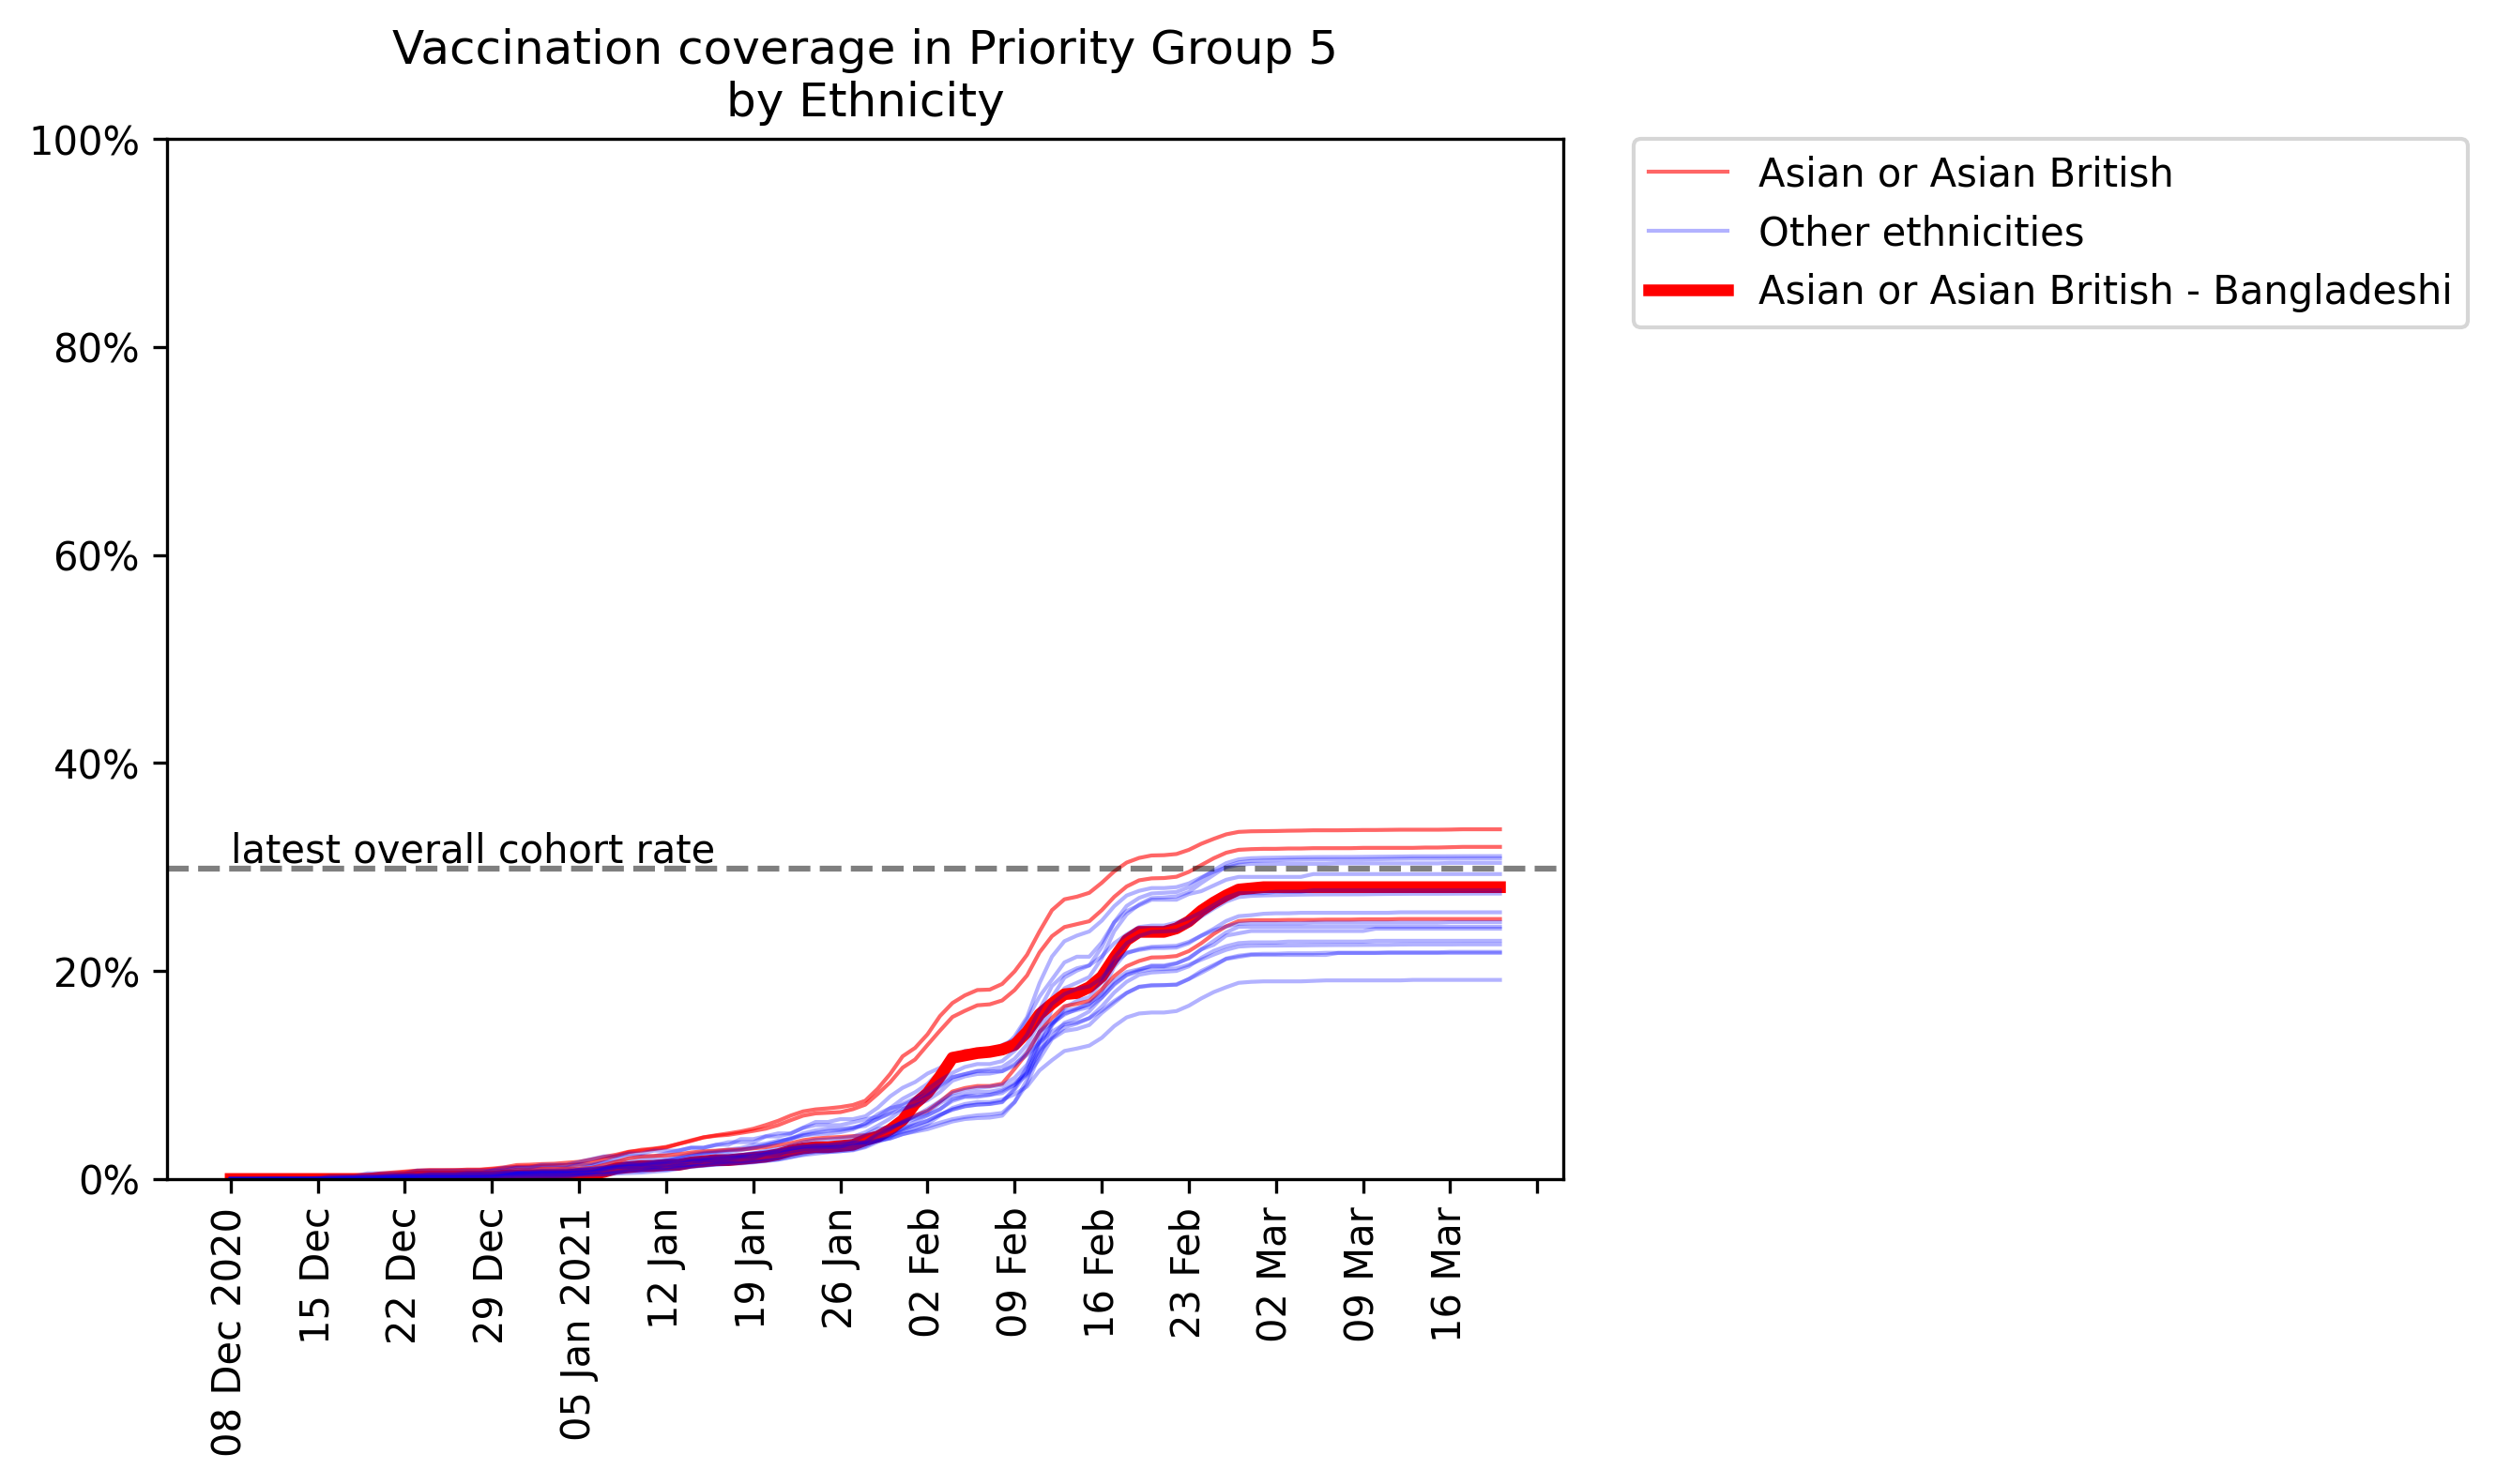 Vaccination coverage in Priority Group 5
by Ethnicity
100%
80%
60%
40%
20%
0%
latest overall cohort rate
08 Dec 2020
15 Dec
22 Dec
29 Dec
05 Jan 2021
12 Jan
19 Jan
26 Jan
02 Feb
09 Feb
16 Feb
23 Feb
02 Mar
09 Mar
16 Mar
Asian or Asian British
Other ethnicities
Asian or Asian British - Bangladeshi